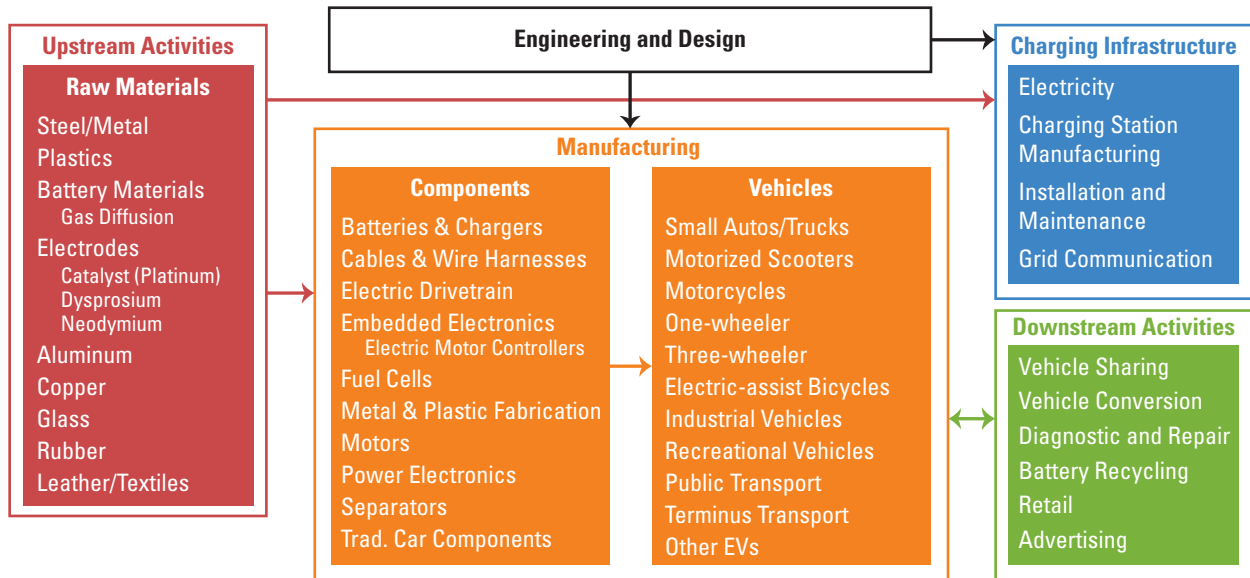 Engineering and Design
Upstream Activities
Raw Materials
Steel/Metal
Plastics
Battery Materials
Gas Diffusion
Electrodes
Catalyst (Platinum)
Dysprosium
Neodymium
Aluminum
Copper
Glass
Rubber
Leather/Textiles
Manufacturing
Components
Batteries & Chargers
Cables & Wire Harnesses
Electric Drivetrain
Embedded Electronics
Electric Motor Controllers
Fuel Cells
Metal & Plastic Fabrication
Motors
Power Electronics
Separators
Trad. Car Components
Vehicles
Small Autos/Trucks
Motorized Scooters
Motorcycles
One-wheeler
Three-wheeler
Electric-assist Bicycles
Industrial Vehicles
Recreational Vehicles
Public Transport
Terminus Transport
Other EVs
Charging Infrastructure
Electricity
Charging Station
Manufacturing
Installation and
Maintenance
Grid Communication
Downstream Activities
Vehicle Sharing
Vehicle Conversion
Diagnostic and Repair
Battery Recycling
Retail
Advertising